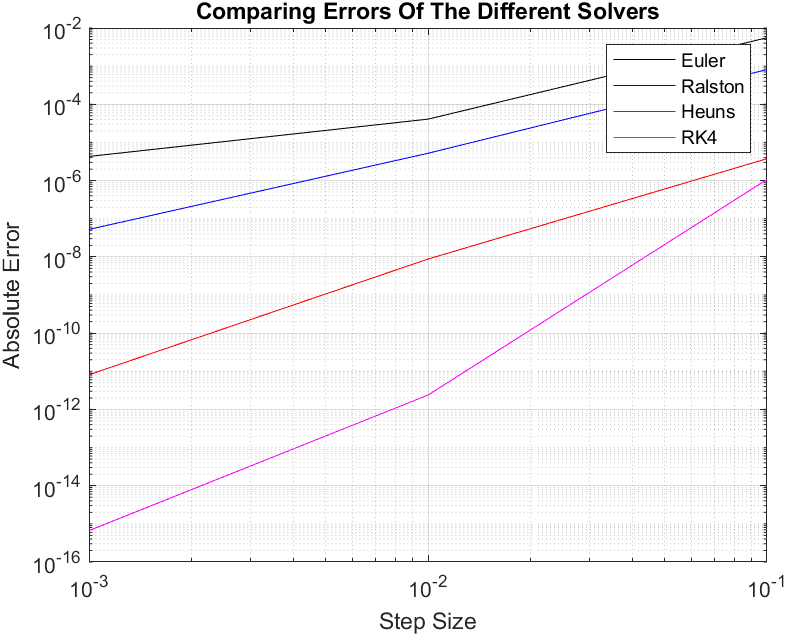 Comparing Errors Of The Different Solvers
10^-2
10^-4
10^-6
10^-8
10^-10
10^-12
10^-14
10^-16
Absolute Error
Euler
Ralston
Heuns
RK4
10^-3
10^-2
10^-1
Step Size